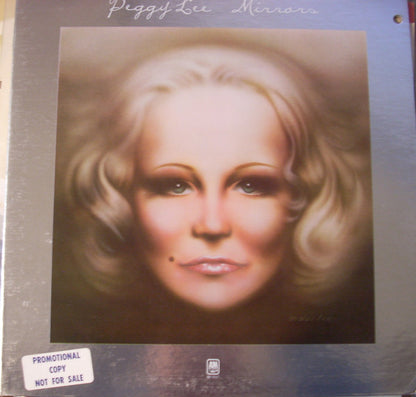 Peggy Lee Mirrors
PROMOTIONAL
COPY
NOT FOR SALE
A&M